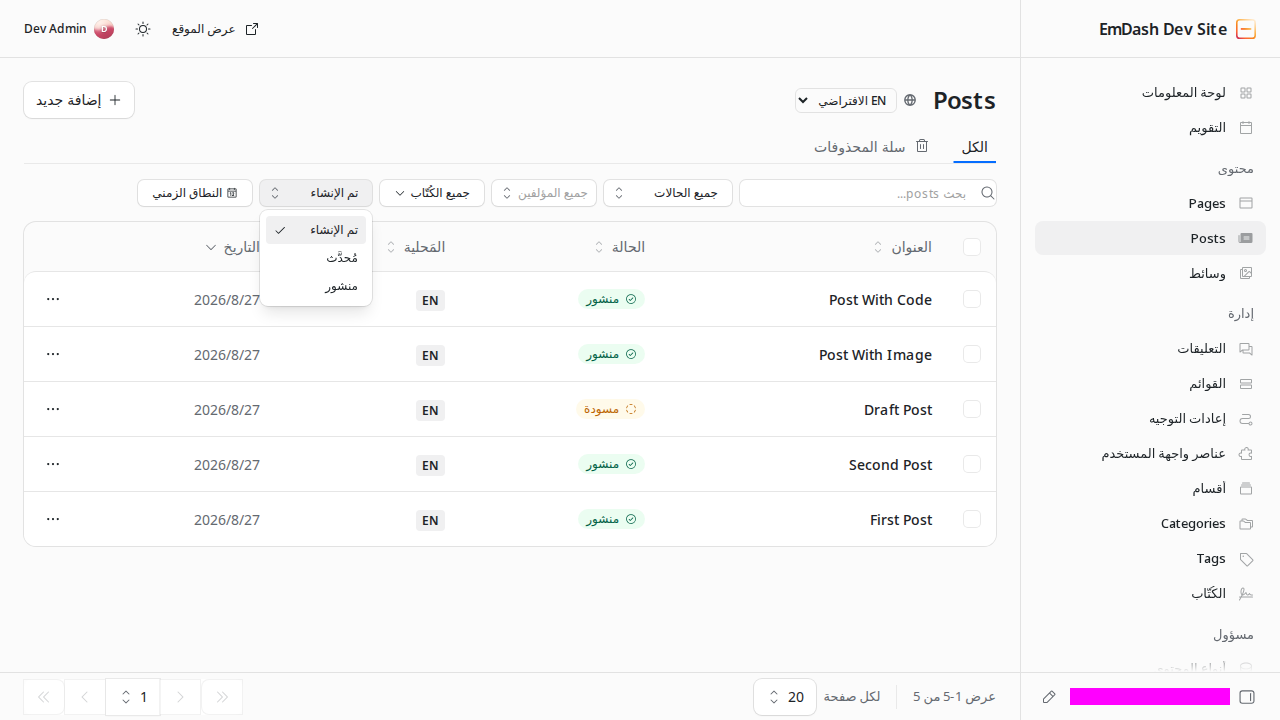 EmDash Dev Site
عرض الموقع
D
Dev Admin
لوحة المعلومات
التقويم
محتوى
Pages
Posts
وسائط
إدارة
التعليقات
القوائم
إعادات التوجيه
عناصر واجهة المستخدم
أقسام
Categories
Tags
الكُتّاب
مسؤول
أنواع المحتوى
Posts
EN الافتراضي
إضافة جديد
الكل
سلة المحذوفات
بحث posts...
جميع الحالات
جميع المؤلفين
جميع الكُتّاب
تم الإنشاء
النطاق الزمني
تم الإنشاء
مُحدَّث
منشور
العنوان
الحالة
المَحلية
التاريخ
Post With Code
منشور
EN
2026/8/27
Post With Image
منشور
EN
2026/8/27
Draft Post
مسودة
EN
2026/8/27
Second Post
منشور
EN
2026/8/27
First Post
منشور
EN
2026/8/27
عرض 1-5 من 5
لكل صفحة
20
1